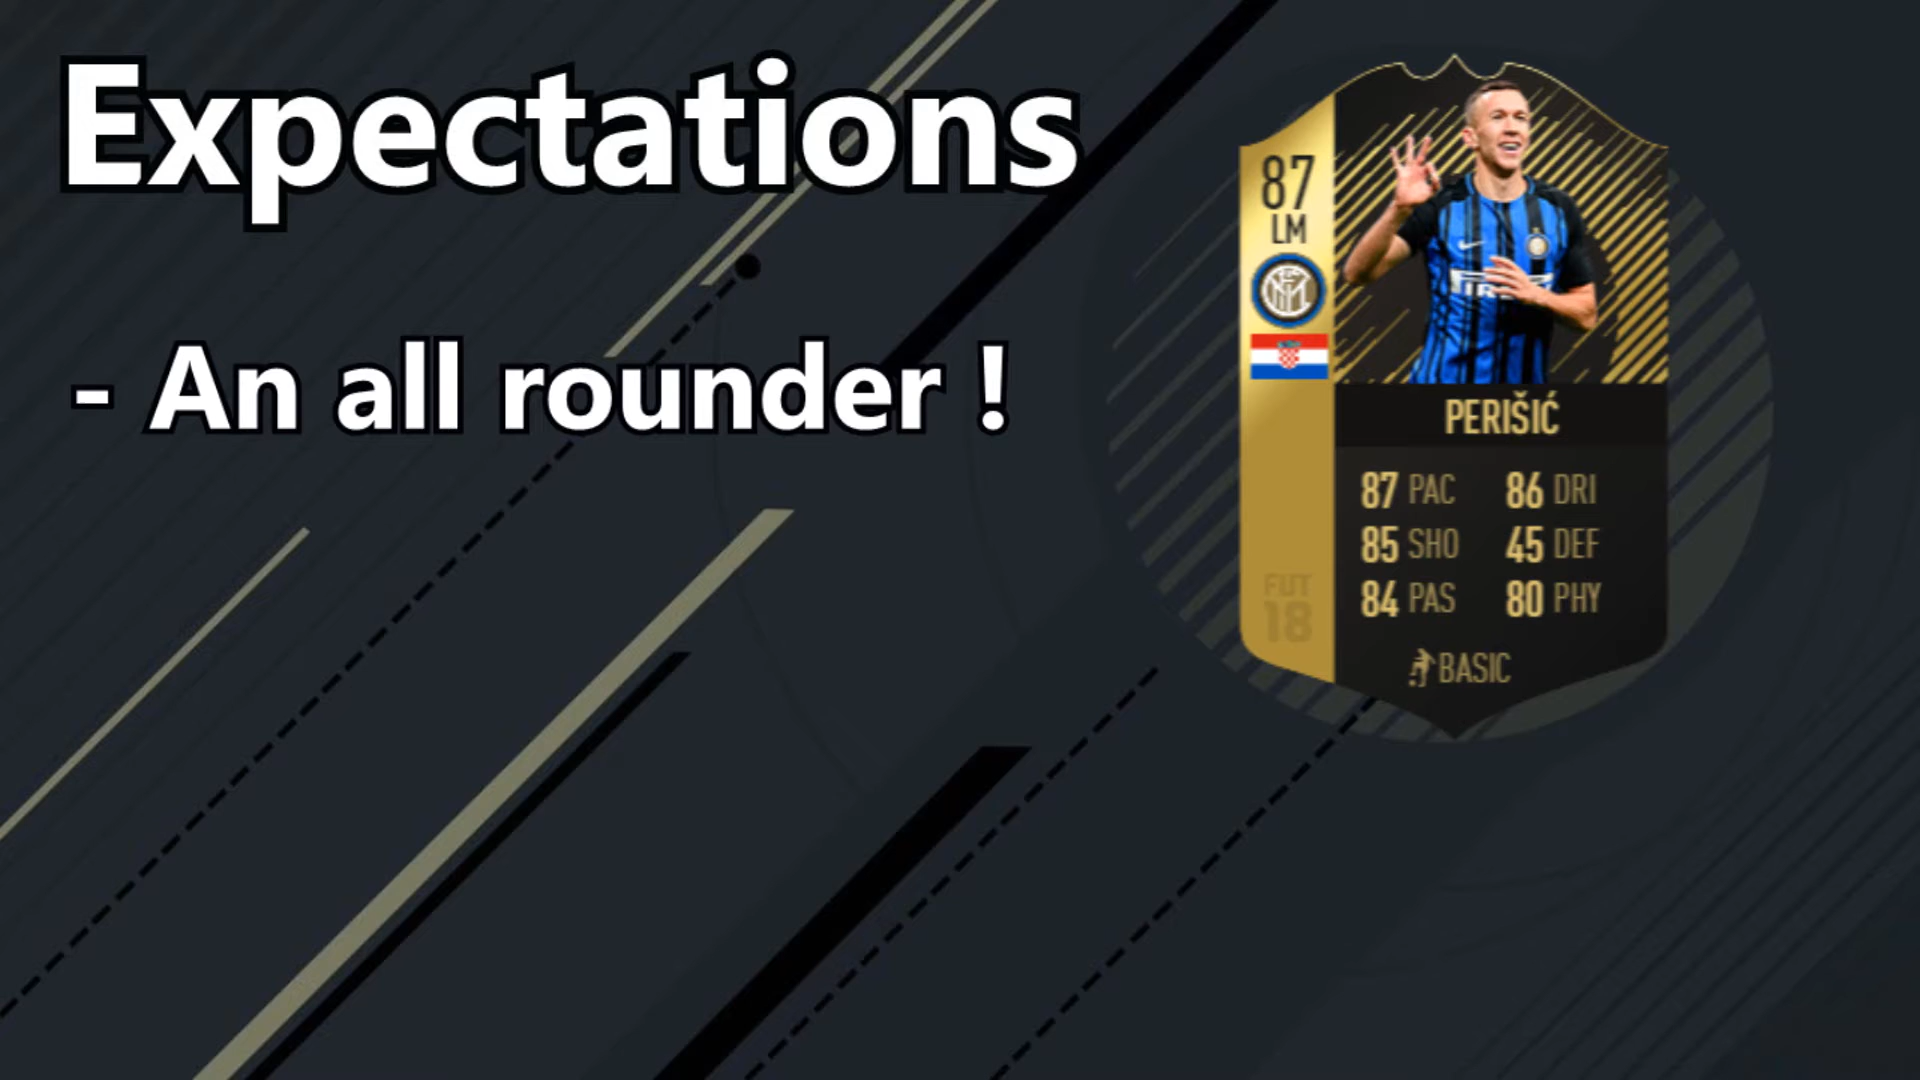 Expectations
- An all rounder !
87
LM
PERIŠIĆ
87 PAC 86 DRI
85 SHO 45 DEF
84 PAS 80 PHY
FUT
18
BASIC